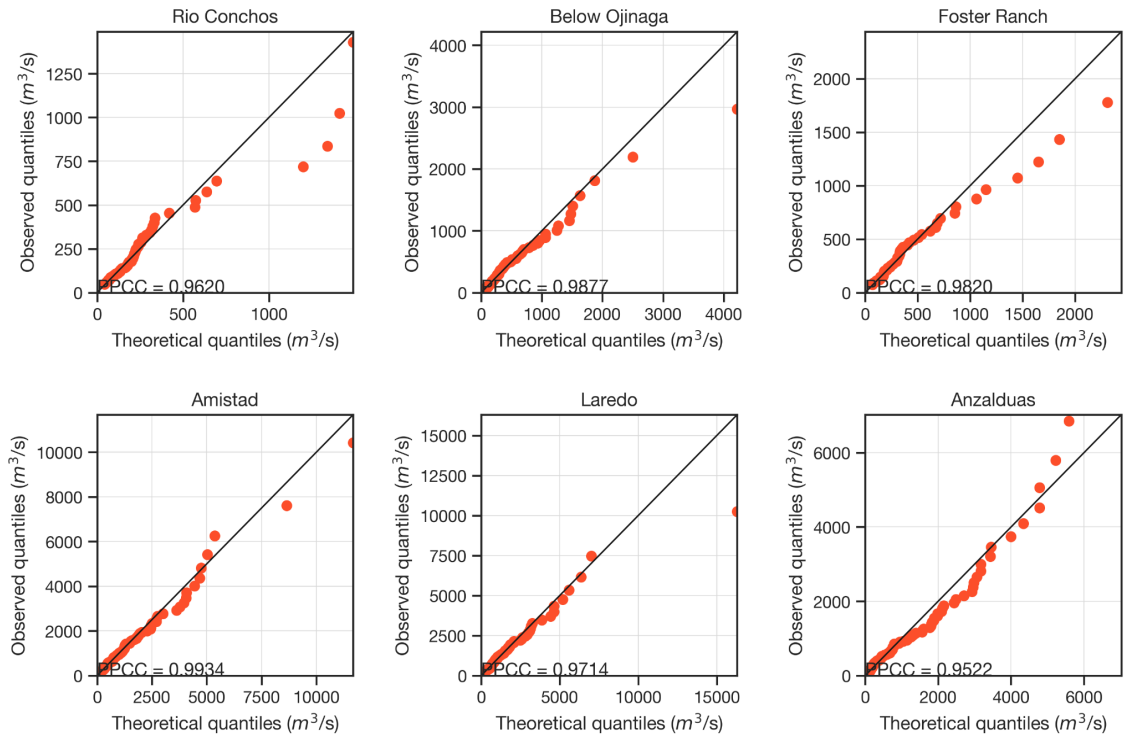 Rio Conchos
Observed quantiles (m³/s)
1250
1000
750
500
250
0
PPCC = 0.9620
0
500
1000
Theoretical quantiles (m³/s)
Below Ojinaga
Observed quantiles (m³/s)
4000
3000
2000
1000
0
PPCC = 0.9877
0
1000
2000
3000
4000
Theoretical quantiles (m³/s)
Foster Ranch
Observed quantiles (m³/s)
2000
1500
1000
500
0
PPCC = 0.9820
0
500
1000
1500
2000
Theoretical quantiles (m³/s)
Amistad
Observed quantiles (m³/s)
10000
8000
6000
4000
2000
0
PPCC = 0.9934
0
2500
5000
7500
10000
Theoretical quantiles (m³/s)
Laredo
Observed quantiles (m³/s)
15000
12500
10000
7500
5000
2500
0
PPCC = 0.9714
0
5000
10000
15000
Theoretical quantiles (m³/s)
Anzalduas
Observed quantiles (m³/s)
6000
4000
2000
0
PPCC = 0.9522
0
2000
4000
6000
Theoretical quantiles (m³/s)